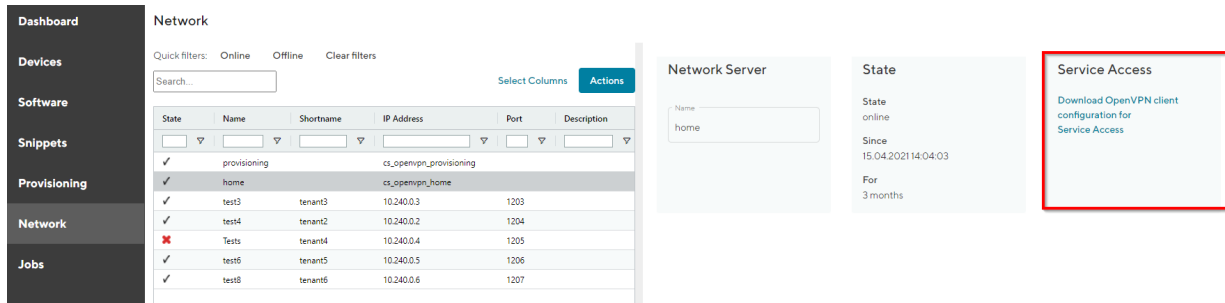 Dashboard
Devices
Software
Snippets
Provisioning
Network
Jobs
Network
Quick filters: Online Offline Clear filters
Search...
Select Columns Actions
State Name Shortname IP Address Port Description
provisioning cs_openvpn_provisioning
home cs_openvpn_home
test3 tenant3 10.240.0.3 1203
test4 tenant2 10.240.0.2 1204
Tests tenant4 10.240.0.4 1205
test6 tenant5 10.240.0.5 1206
test8 tenant6 10.240.0.6 1207
Network Server
Name
home
State
State
online
Since
15.04.2021 14:04:03
For
3 months
Service Access
Download OpenVPN client
configuration for
Service Access